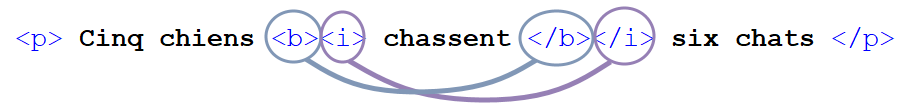 <p> Cinq chiens <b><i> chassent </b></i> six chats </p>